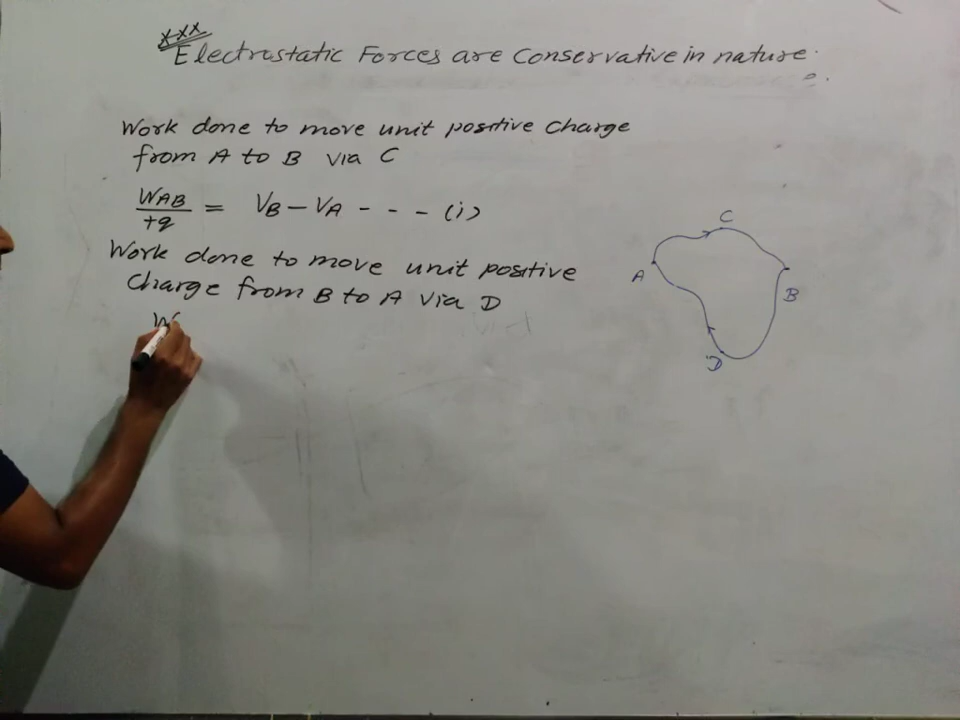 ***
Electrostatic Forces are Conservative in nature.
Work done to move unit positive charge
from A to B via C
WAB/+q = VB - VA - - - (i)
Work done to move unit positive
Charge from B to A via D
W
C
A
B
D